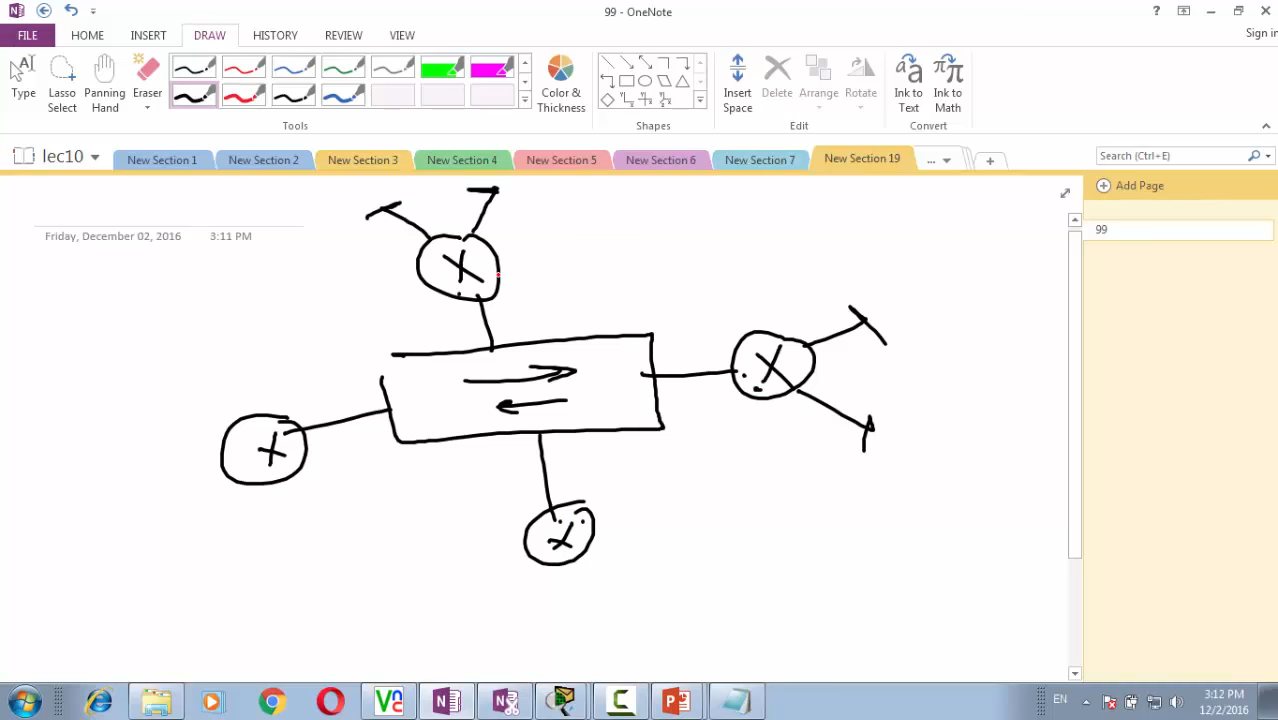 99 - OneNote
?
Sign in
FILE HOME INSERT DRAW HISTORY REVIEW VIEW
Type
Lasso Select
Panning Hand
Eraser
Color & Thickness
Insert Space
Delete
Arrange
Rotate
Ink to Text
Ink to Math
Tools
Shapes
Edit
Convert
lec10
New Section 1
New Section 2
New Section 3
New Section 4
New Section 5
New Section 6
New Section 7
New Section 19
...
Search (Ctrl+E)
Add Page
99
Friday, December 02, 2016 3:11 PM
X
X
X
X
EN
3:12 PM
12/2/2016